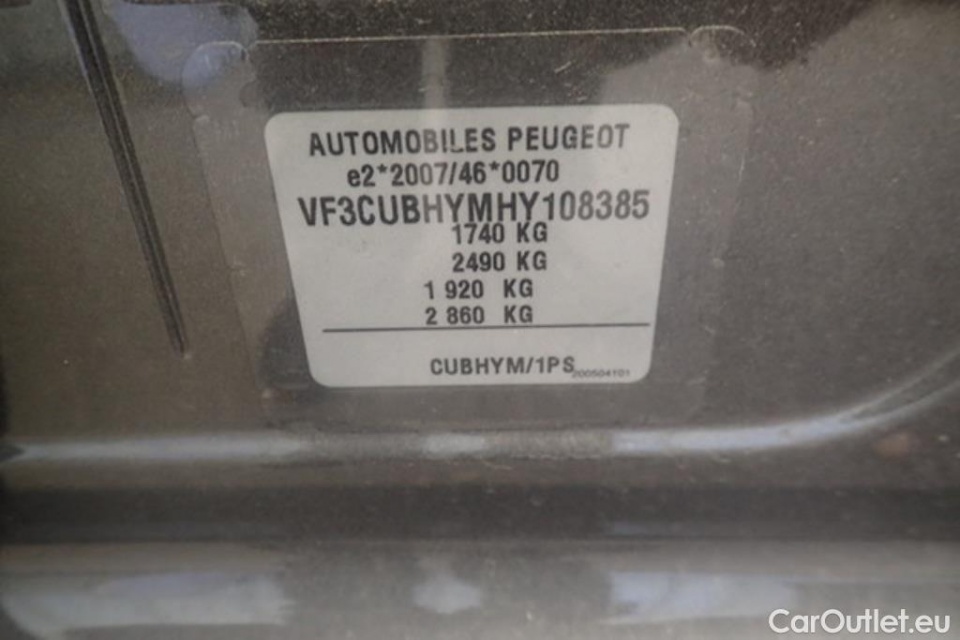 AUTOMOBILES PEUGEOT
e2*2007/46*0070
VF3CUBHYMHY108385
1740 KG
2490 KG
1 920 KG
2 860 KG
CUBHYM/1PS
200504101
CarOutlet.eu